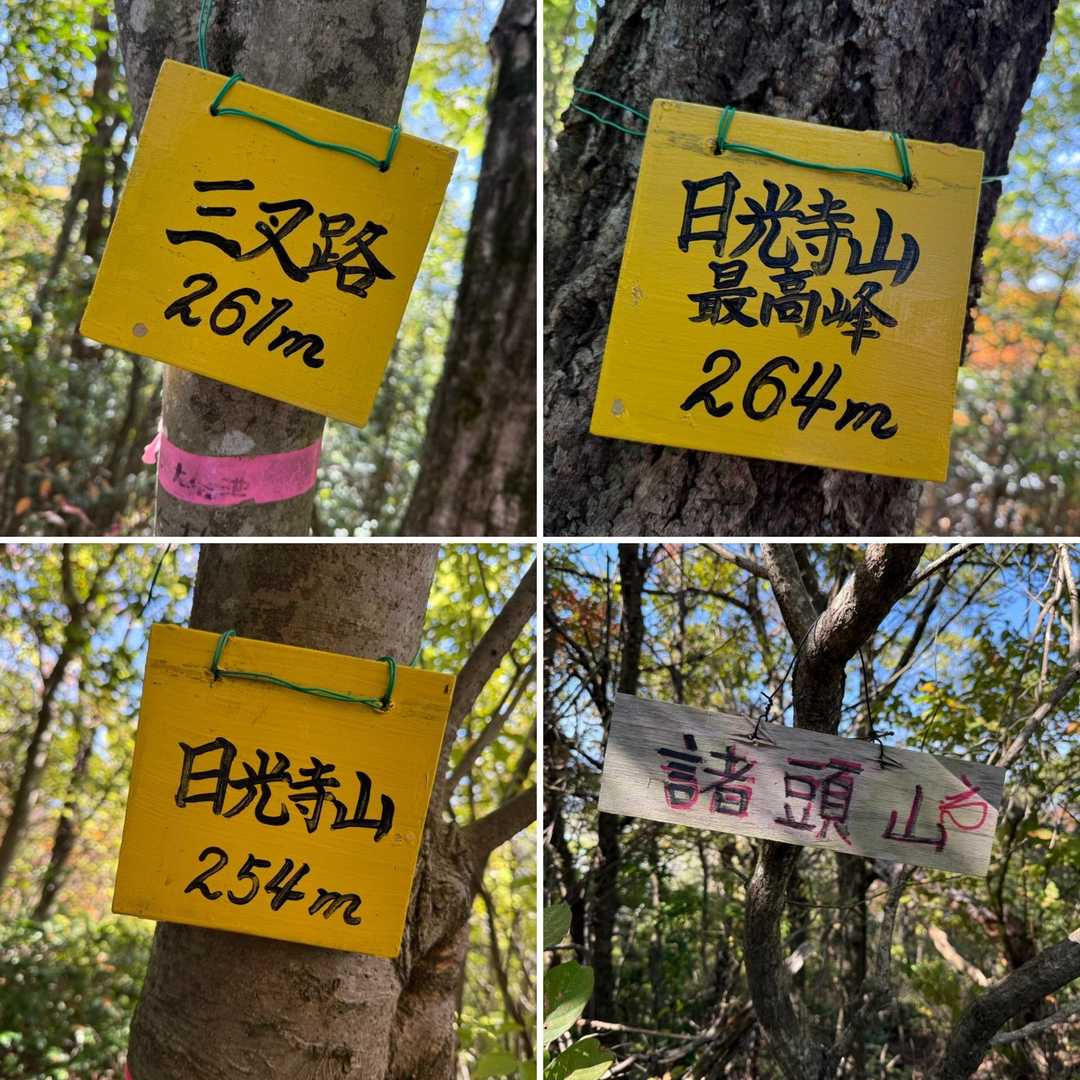 三叉路
261m
日光寺山
最高峰
264m
日光寺山
254m
諸頭山